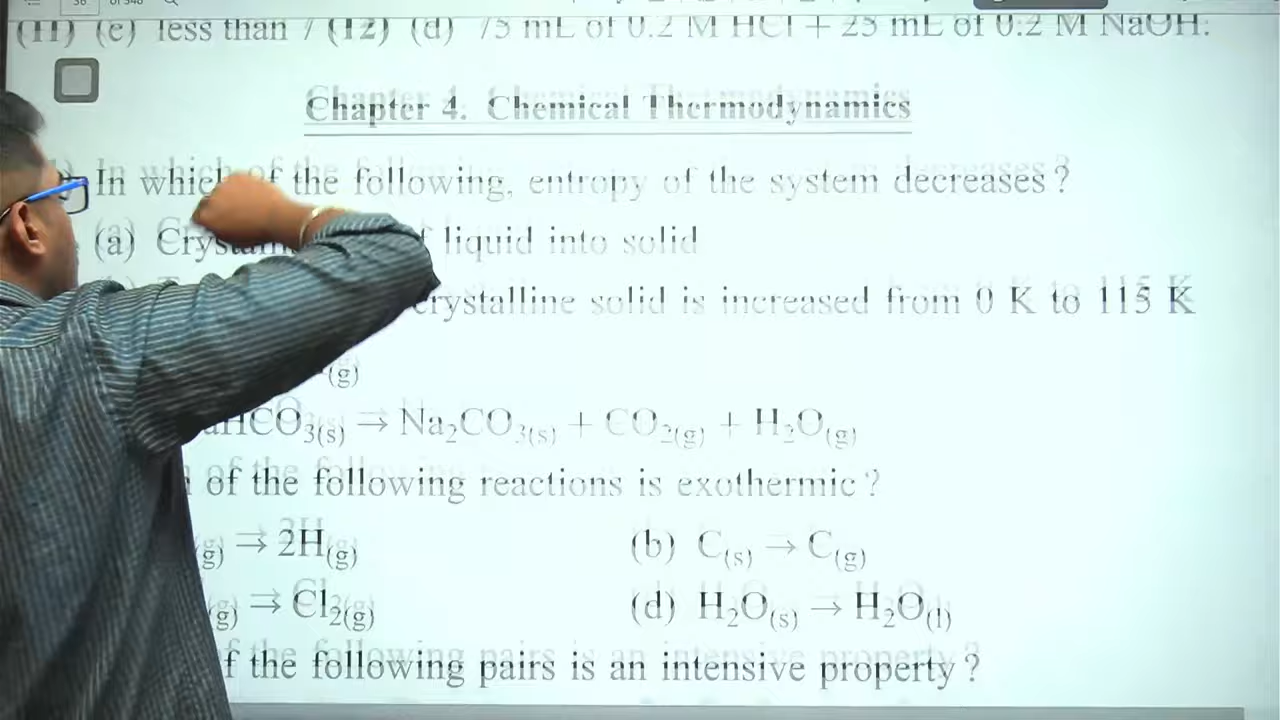 (11) (c) less than 7 (12) (d) 75 mL of 0.2 M HCl + 25 mL of 0.2 M NaOH.
Chapter 4. Chemical Thermodynamics
In which of the following, entropy of the system decreases ?
(a) liquid into solid
crystalline solid is increased from 0 K to 115 K
(g)
HCO₃(s) → Na₂CO₃(s) + CO₂(g) + H₂O(g)
of the following reactions is exothermic ?
(g) → 2H(g) (b) C(s) → C(g)
(g) → Cl₂(g) (d) H₂O(s) → H₂O(l)
the following pairs is an intensive property ?